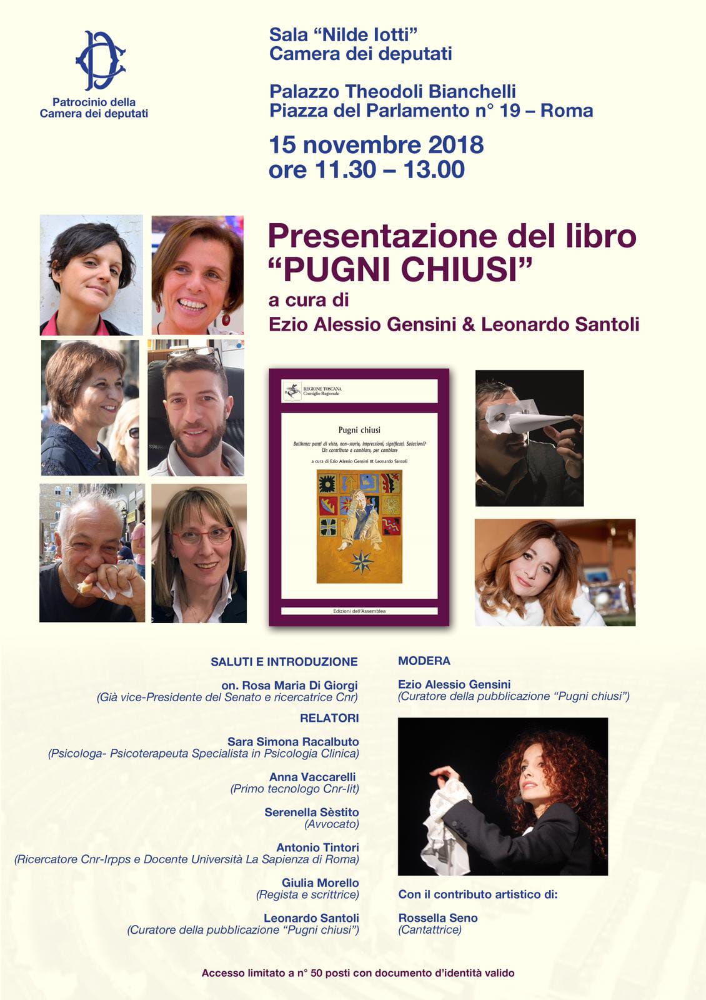 Patrocinio della
Camera dei deputati
Sala “Nilde Iotti”
Camera dei deputati
Palazzo Theodoli Bianchelli
Piazza del Parlamento n° 19 – Roma
15 novembre 2018
ore 11.30 – 13.00
Presentazione del libro
“PUGNI CHIUSI”
a cura di
Ezio Alessio Gensini & Leonardo Santoli
REGIONE TOSCANA
Consiglio Regionale
Pugni chiusi
Bullismo: punti di vista, non-storie, impressioni, significati. Soluzioni?
Un contributo a cambiare, per cambiare
a cura di Ezio Alessio Gensini & Leonardo Santoli
Edizioni dell'Assemblea
SALUTI E INTRODUZIONE
on. Rosa Maria Di Giorgi
(Già vice-Presidente del Senato e ricercatrice Cnr)
RELATORI
Sara Simona Racalbuto
(Psicologa- Psicoterapeuta Specialista in Psicologia Clinica)
Anna Vaccarelli
(Primo tecnologo Cnr-Iit)
Serenella Sèstito
(Avvocato)
Antonio Tintori
(Ricercatore Cnr-Irpps e Docente Università La Sapienza di Roma)
Giulia Morello
(Regista e scrittrice)
Leonardo Santoli
(Curatore della pubblicazione “Pugni chiusi”)
MODERA
Ezio Alessio Gensini
(Curatore della pubblicazione “Pugni chiusi”)
Con il contributo artistico di:
Rossella Seno
(Cantattrice)
Accesso limitato a n° 50 posti con documento d’identità valido